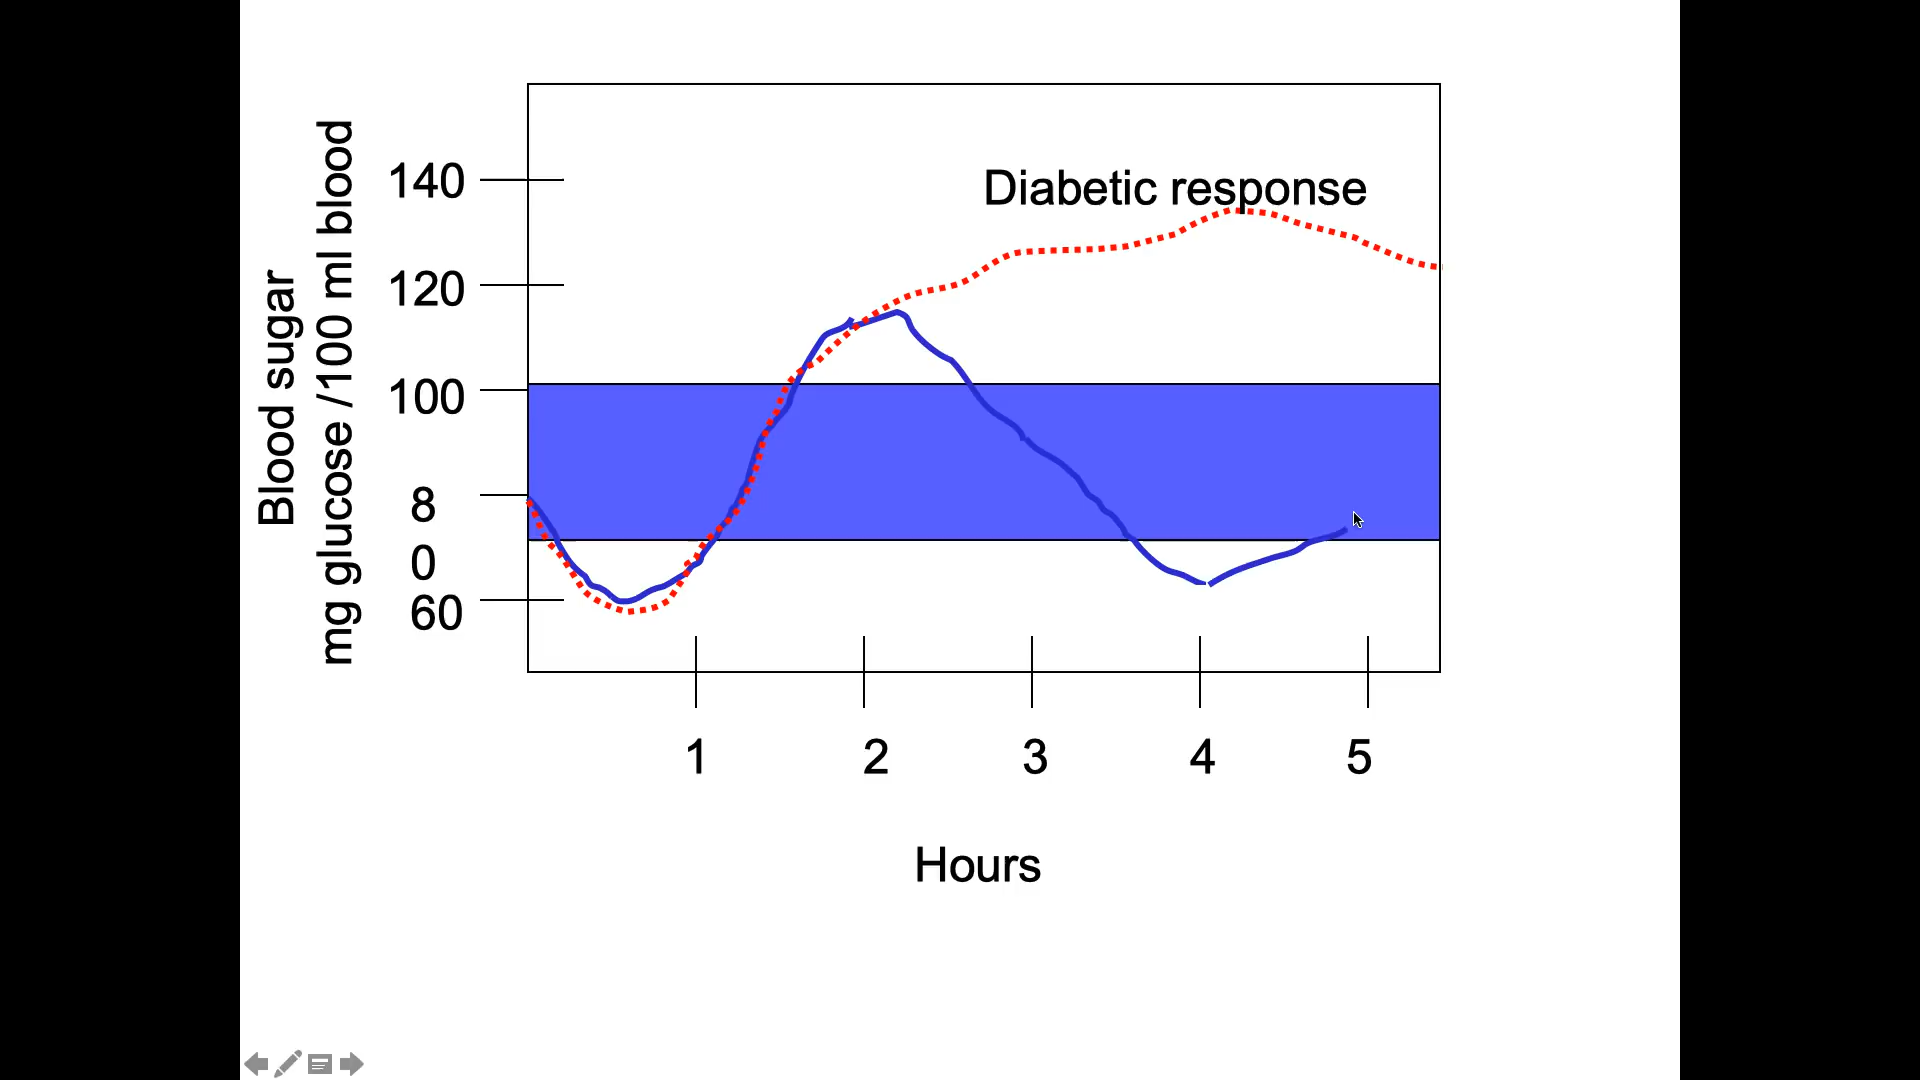 Blood sugar
mg glucose /100 ml blood
140
120
100
8
0
60
Diabetic response
1 2 3 4 5
Hours